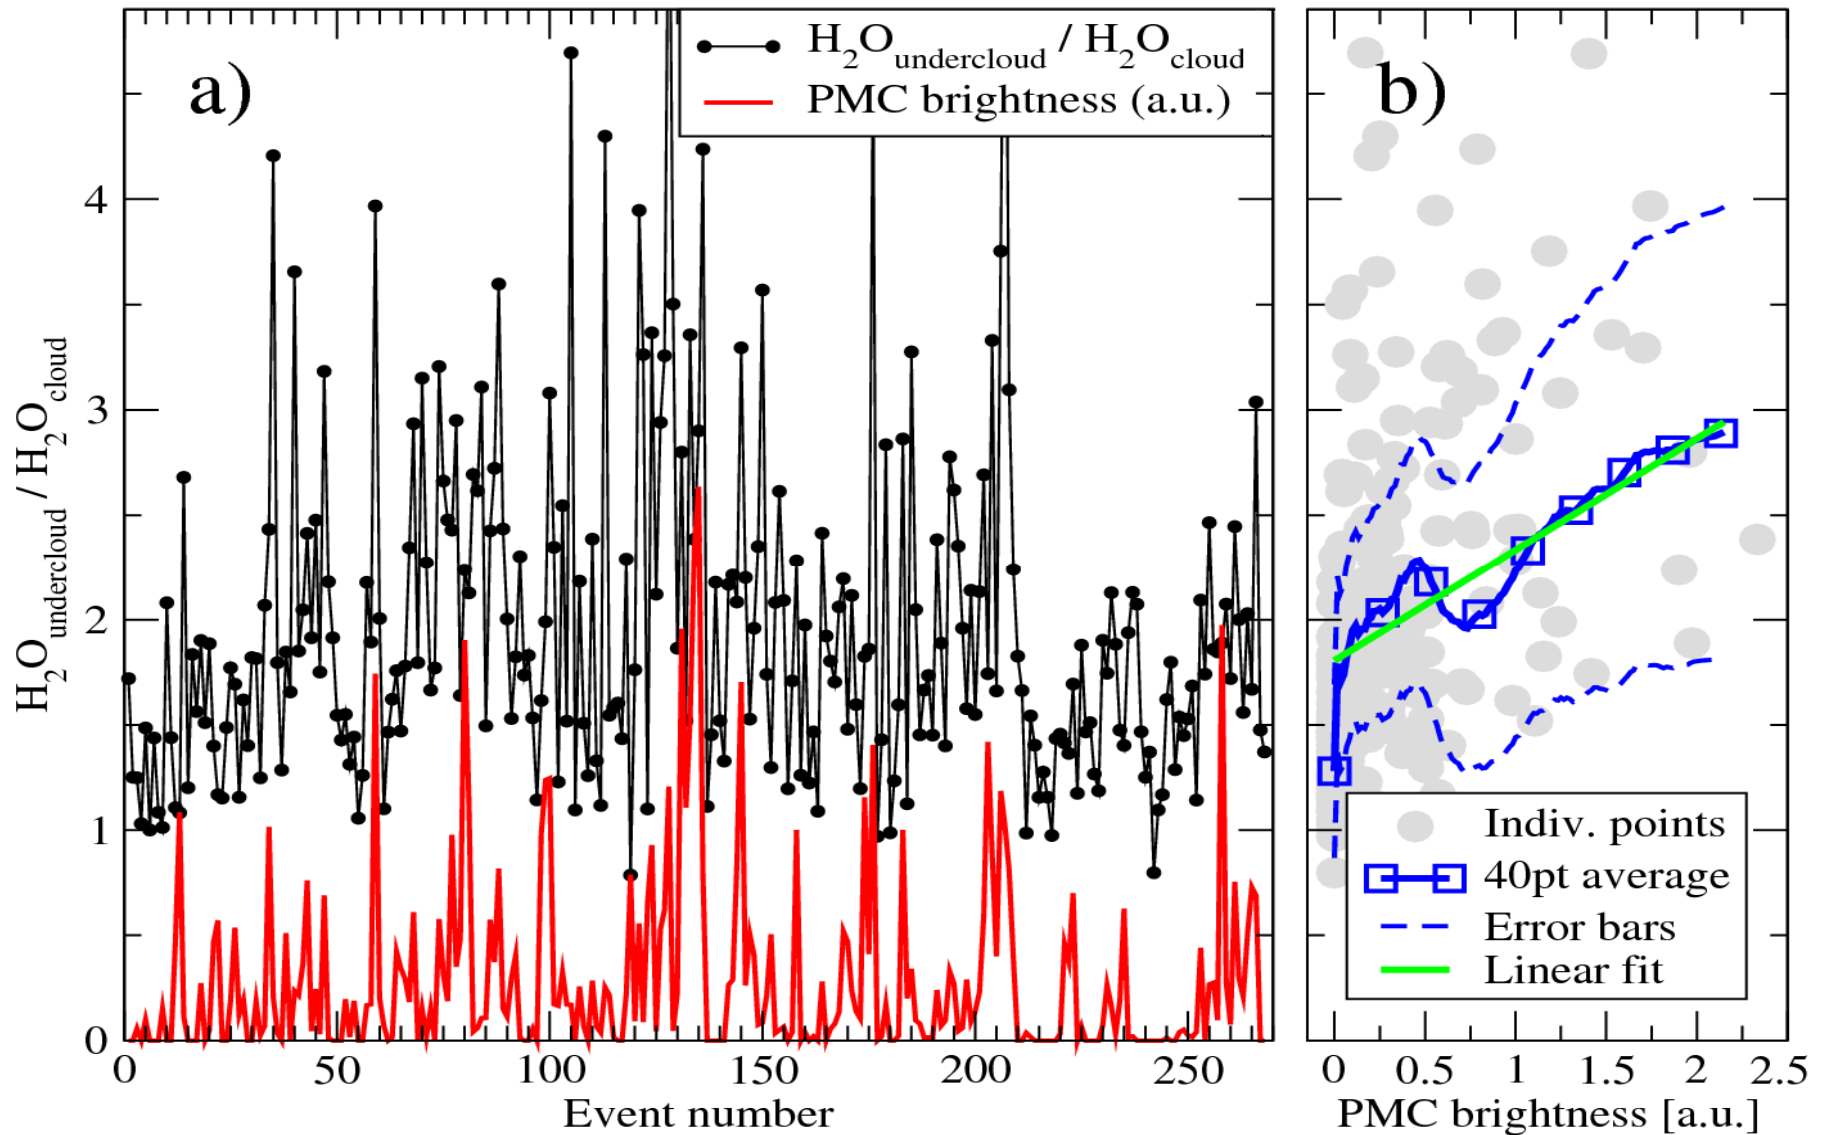 a)
H2Oundercloud / H2Ocloud
PMC brightness (a.u.)
b)
H2Oundercloud / H2Ocloud
4
3
2
1
0
0 50 100 150 200 250
Event number
Indiv. points
40pt average
Error bars
Linear fit
0 0.5 1 1.5 2 2.5
PMC brightness [a.u.]